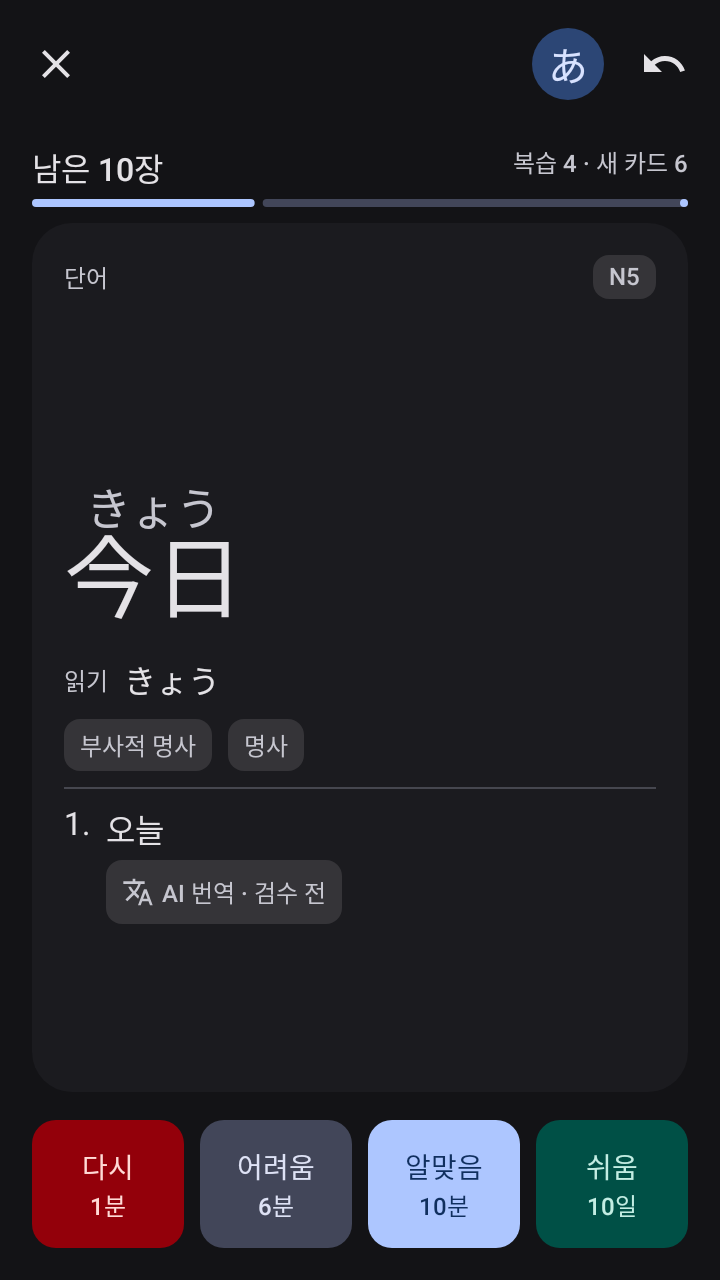 あ
남은 10장
복습 4 · 새 카드 6
단어
N5
きょう
今日
읽기 きょう
부사적 명사
명사
1. 오늘
AI 번역 · 검수 전
다시
1분
어려움
6분
알맞음
10분
쉬움
10일